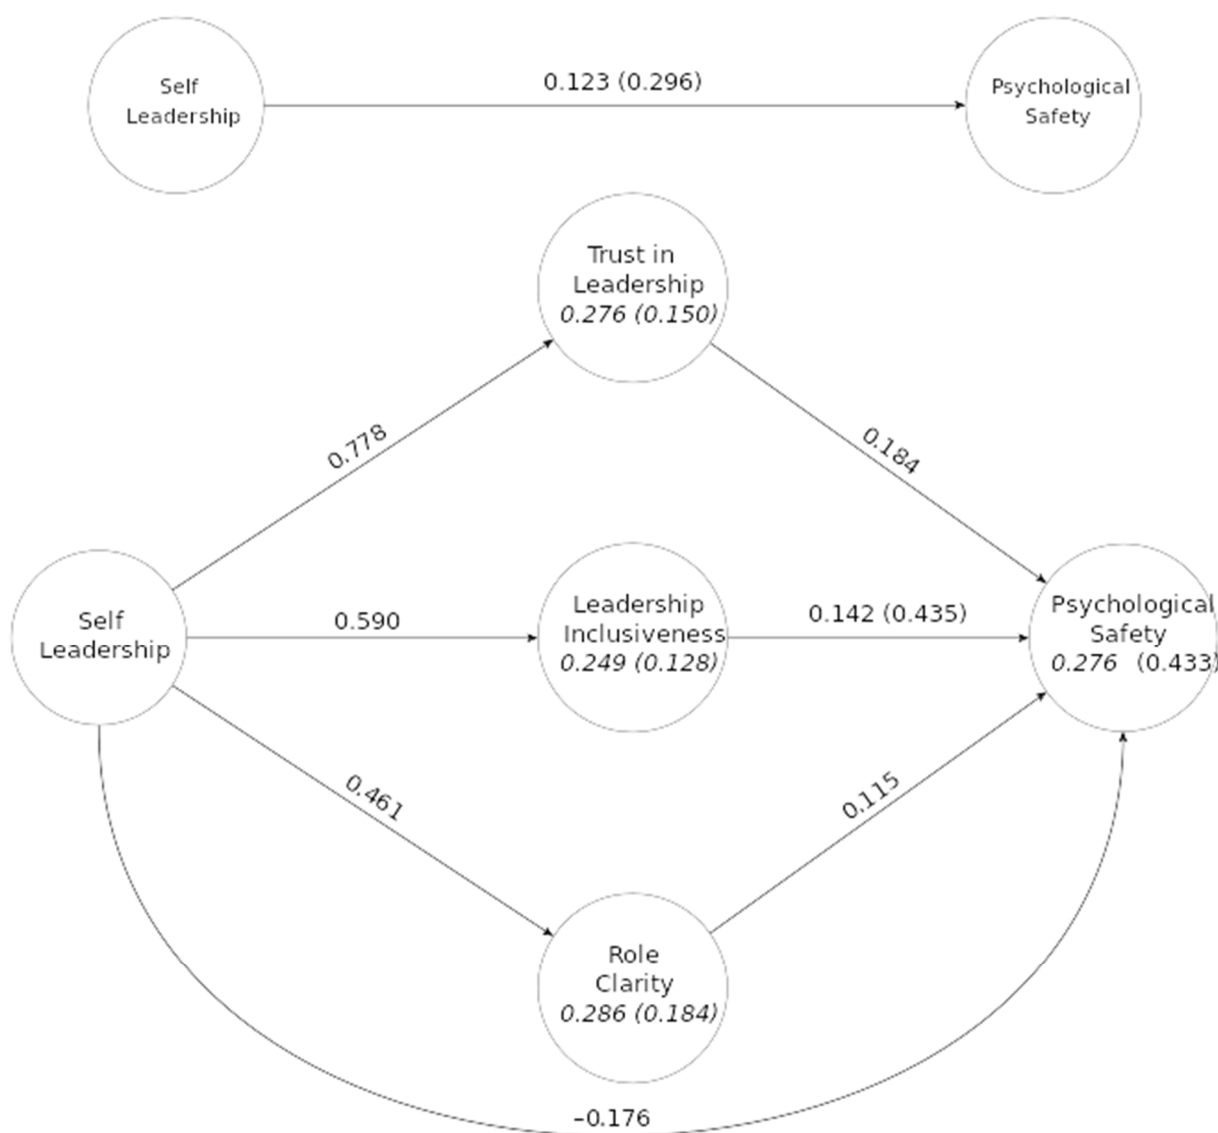 Self
Leadership
0.123 (0.296)
Psychological
Safety
Trust in
Leadership
0.276 (0.150)
0.778
0.184
Self
Leadership
0.590
Leadership
Inclusiveness
0.249 (0.128)
0.142 (0.435)
Psychological
Safety
0.276 (0.433)
0.461
0.115
Role
Clarity
0.286 (0.184)
–0.176